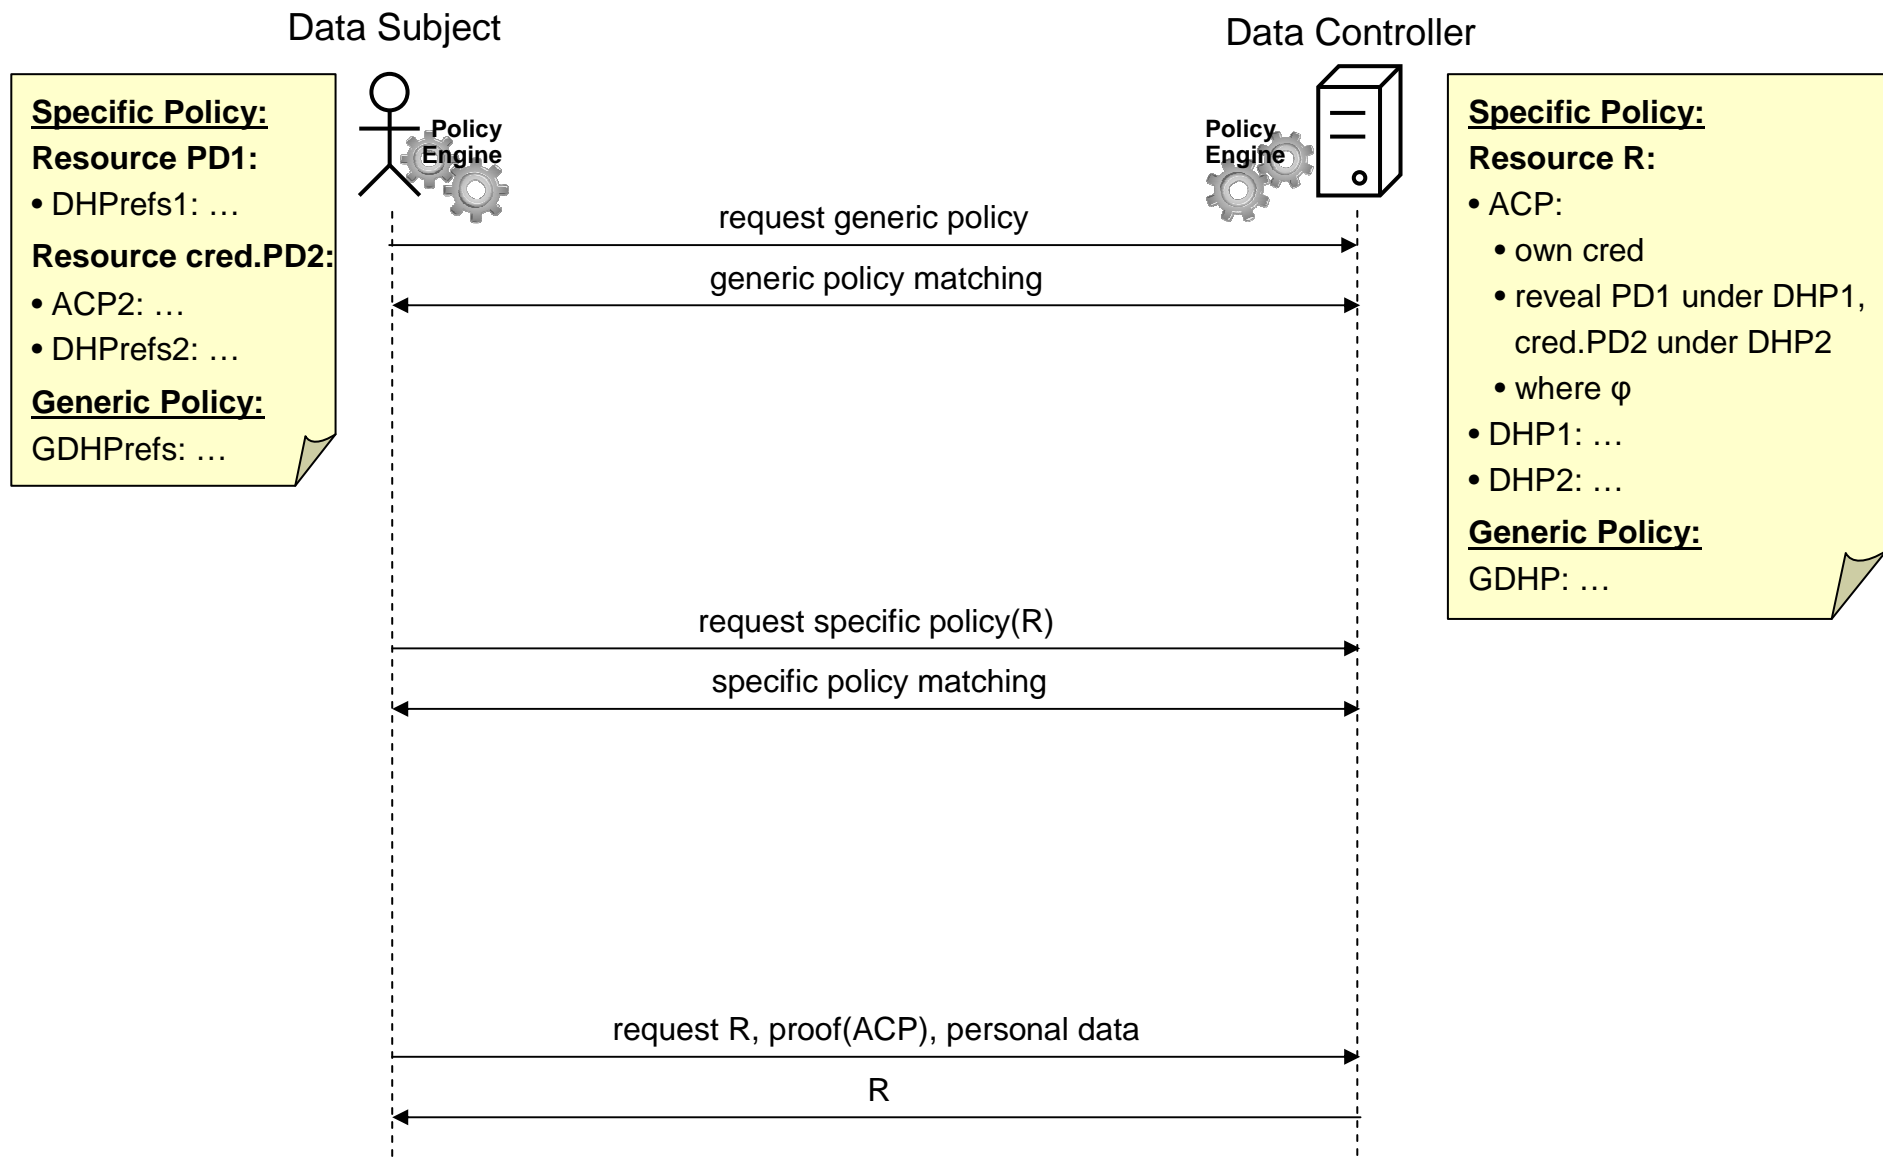 Data Subject
Data Controller
Specific Policy:
Resource PD1:
• DHPrefs1: …
Resource cred.PD2:
• ACP2: …
• DHPrefs2: …
Generic Policy:
GDHPrefs: …
Policy
Engine
Policy
Engine
Specific Policy:
Resource R:
• ACP:
• own cred
• reveal PD1 under DHP1,
cred.PD2 under DHP2
• where φ
• DHP1: …
• DHP2: …
Generic Policy:
GDHP: …
request generic policy
generic policy matching
request specific policy(R)
specific policy matching
request R, proof(ACP), personal data
R